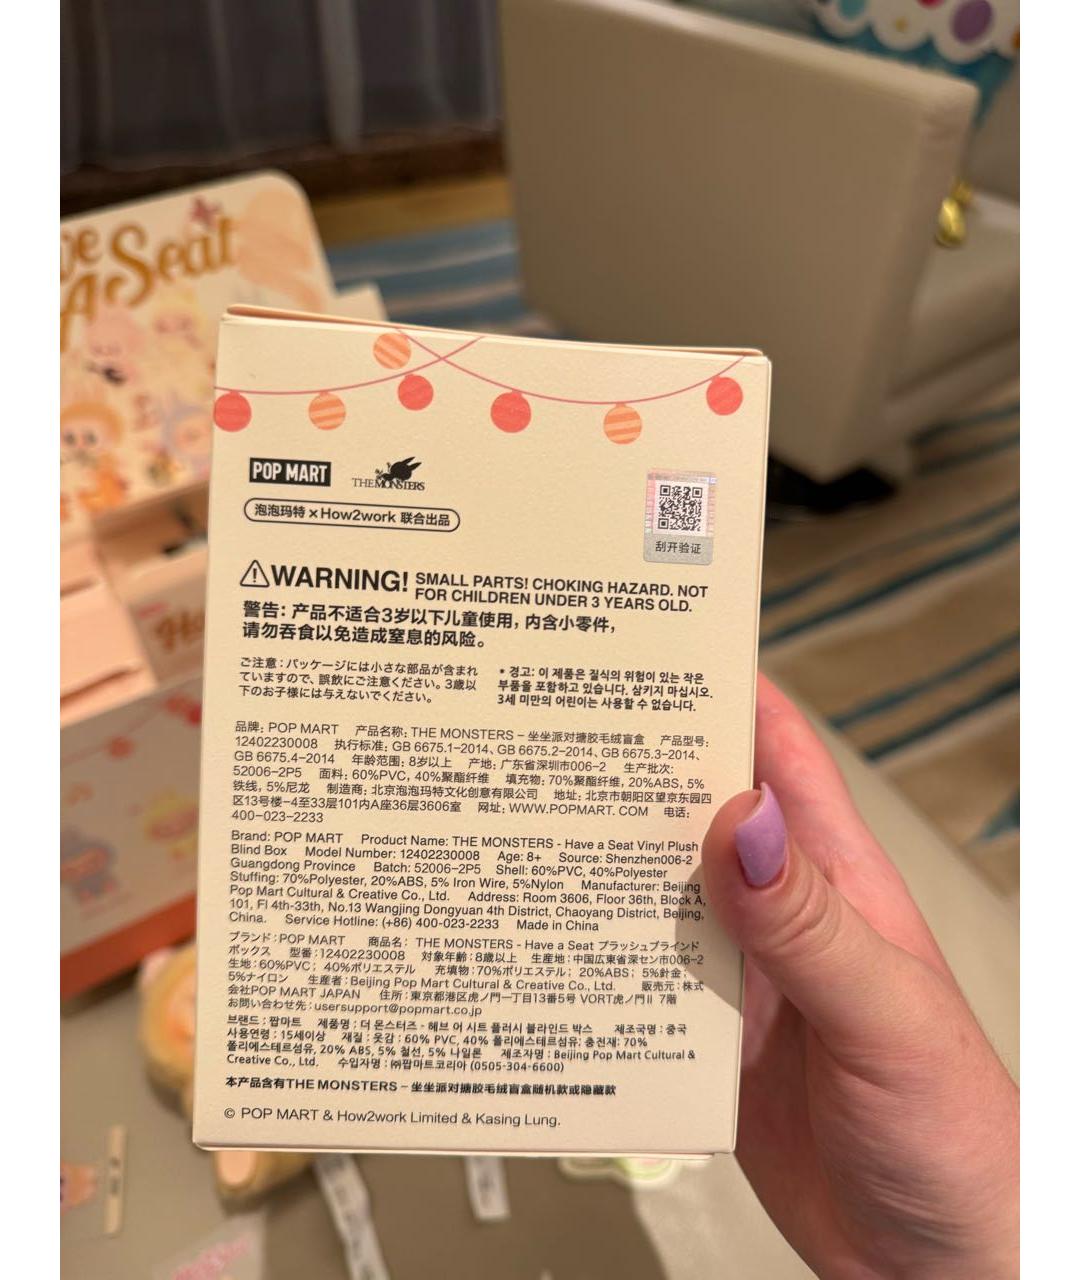 A Seat
POP MART
THE MONSTERS
泡泡玛特 × How2work 联合出品
刮开验证
WARNING! SMALL PARTS! CHOKING HAZARD. NOT
FOR CHILDREN UNDER 3 YEARS OLD.
警告: 产品不适合3岁以下儿童使用，内含小零件，
请勿吞食以免造成窒息的风险。
ご注意：パッケージには小さな部品が含まれ
ていますので、誤飲にご注意ください。3歳以
下のお子様には与えないでください。
* 경고: 이 제품은 질식의 위험이 있는 작은
부품을 포함하고 있습니다. 삼키지 마십시오.
3세 미만의 어린이는 사용할 수 없습니다.
品牌: POP MART 产品名称: THE MONSTERS – 坐坐派对搪胶毛绒盲盒 产品型号:
12402230008 执行标准: GB 6675.1–2014、GB 6675.2–2014、GB 6675.3–2014、
GB 6675.4–2014 年龄范围: 8岁以上 产地: 广东省深圳市006–2 生产批次:
52006–2P5 面料: 60%PVC, 40%聚酯纤维 填充物: 70%聚酯纤维, 20%ABS, 5%
铁线, 5%尼龙 制造商: 北京泡泡玛特文化创意有限公司 地址: 北京市朝阳区望京东园四
区13号楼–4至33层101内A座36层3606室 网址: WWW.POPMART. COM 电话:
400–023–2233
Brand: POP MART Product Name: THE MONSTERS - Have a Seat Vinyl Plush
Blind Box Model Number: 12402230008 Age: 8+ Source: Shenzhen006-2
Guangdong Province Batch: 52006–2P5 Shell: 60%PVC, 40%Polyester
Stuffing: 70%Polyester, 20%ABS, 5% Iron Wire, 5%Nylon Manufacturer: Beijing
Pop Mart Cultural & Creative Co., Ltd. Address: Room 3606, Floor 36th, Block A,
101, Fl 4th-33th, No.13 Wangjing Dongyuan 4th District, Chaoyang District, Beijing,
China. Service Hotline: (+86) 400-023-2233 Made in China
ブランド：POP MART 商品名： THE MONSTERS - Have a Seat プラッシュブラインド
ボックス 型番：12402230008 対象年齢：8歳以上 生産地：中国広東省深セン市006–2
生地：60%PVC； 40%ポリエステル 充填物：70%ポリエステル； 20%ABS； 5%針金；
5%ナイロン 生産者：Beijing Pop Mart Cultural & Creative Co., Ltd. 販売元：株式
会社POP MART JAPAN 住所：東京都港区虎ノ門一丁目13番5号 VORT虎ノ門II 7階
お問い合わせ先：usersupport@popmart.co.jp
브랜드 : 팝마트 제품명 : 더 몬스터즈 - 헤브 어 시트 플러시 블라인드 박스 제조국명 : 중국
사용연령 : 15세이상 재질 : 옷감 : 60% PVC, 40% 폴리에스테르섬유; 충전재: 70%
폴리에스테르섬유, 20% ABS, 5% 철선, 5% 나일론 제조자명 : Beijing Pop Mart Cultural &
Creative Co., Ltd. 수입자명 : ㈜팝마트코리아 (0505-304-6600)
本产品含有THE MONSTERS – 坐坐派对搪胶毛绒盲盒随机款或隐藏款
© POP MART & How2work Limited & Kasing Lung.